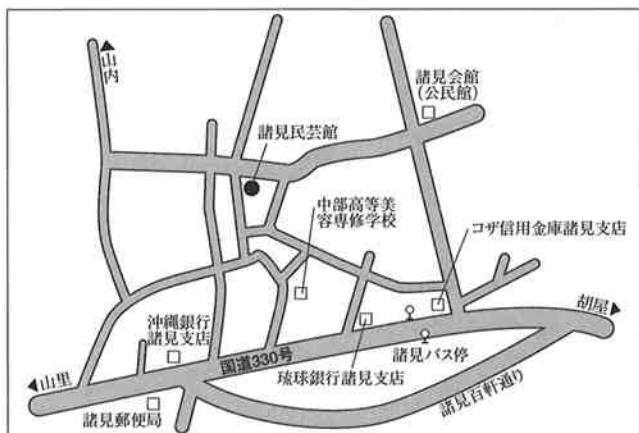 山内
諸見会館
(公民館)
諸見民芸館
中部高等美
容専修学校
コザ信用金庫諸見支店
胡屋
沖縄銀行
諸見支店
国道330号
諸見バス停
山里
琉球銀行諸見支店
諸見百軒通り
諸見郵便局